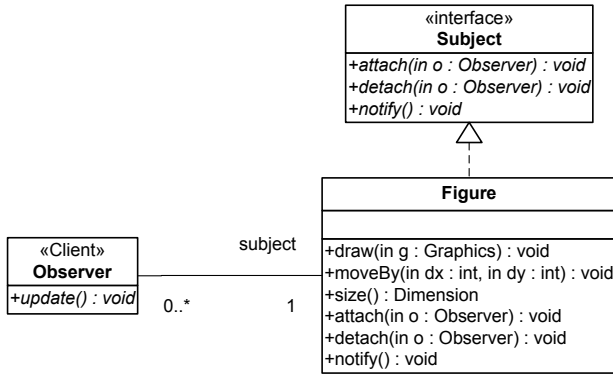 «interface»
Subject
+attach(in o : Observer) : void
+detach(in o : Observer) : void
+notify() : void
Figure
+draw(in g : Graphics) : void
+moveBy(in dx : int, in dy : int) : void
+size() : Dimension
+attach(in o : Observer) : void
+detach(in o : Observer) : void
+notify() : void
«Client»
Observer
+update() : void
subject
0..*
1